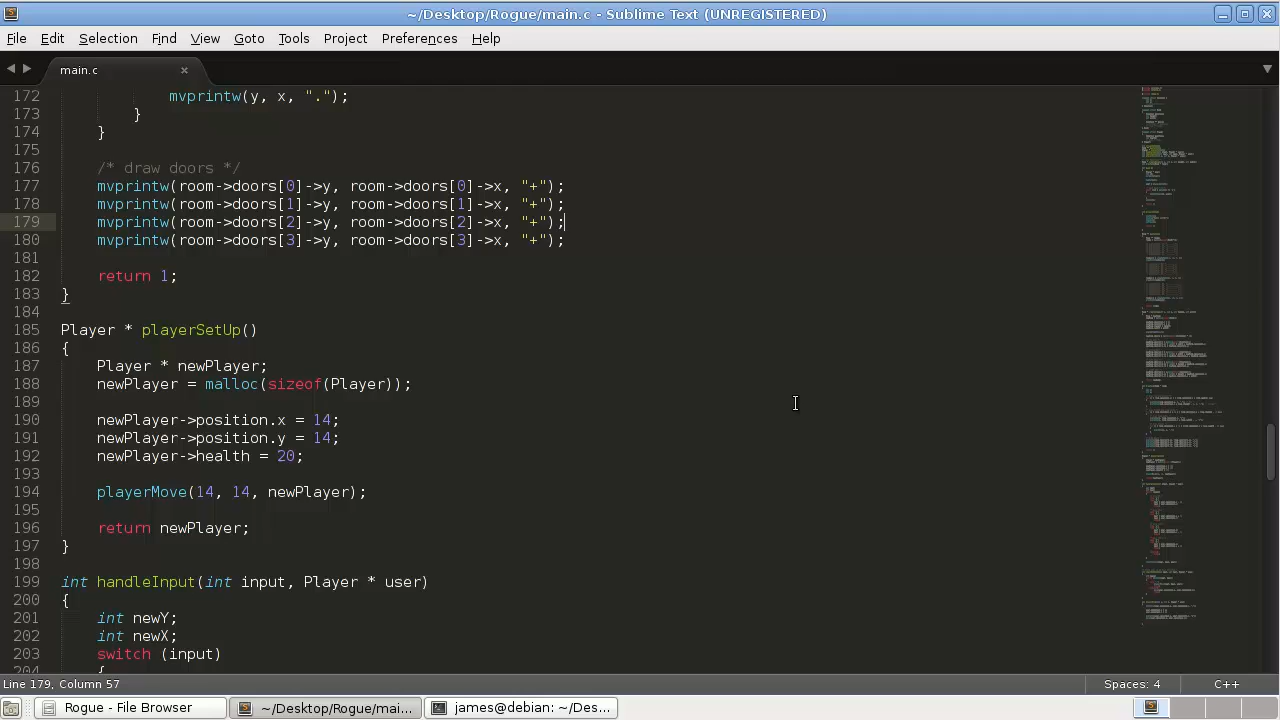 ~/Desktop/Rogue/main.c - Sublime Text (UNREGISTERED)
File Edit Selection Find View Goto Tools Project Preferences Help
main.c
172 mvprintw(y, x, ".");
173 }
174 }
175
176 /* draw doors */
177 mvprintw(room->doors[0]->y, room->doors[0]->x, "+");
178 mvprintw(room->doors[1]->y, room->doors[1]->x, "+");
179 mvprintw(room->doors[2]->y, room->doors[2]->x, "+");
180 mvprintw(room->doors[3]->y, room->doors[3]->x, "+");
181
182 return 1;
183 }
184
185 Player * playerSetUp()
186 {
187 Player * newPlayer;
188 newPlayer = malloc(sizeof(Player));
189
190 newPlayer->position.x = 14;
191 newPlayer->position.y = 14;
192 newPlayer->health = 20;
193
194 playerMove(14, 14, newPlayer);
195
196 return newPlayer;
197 }
198
199 int handleInput(int input, Player * user)
200 {
201 int newY;
202 int newX;
203 switch (input)
204 {
Line 179, Column 57
Spaces: 4
C++
Rogue - File Browser
~/Desktop/Rogue/mai...
james@debian: ~/Des...